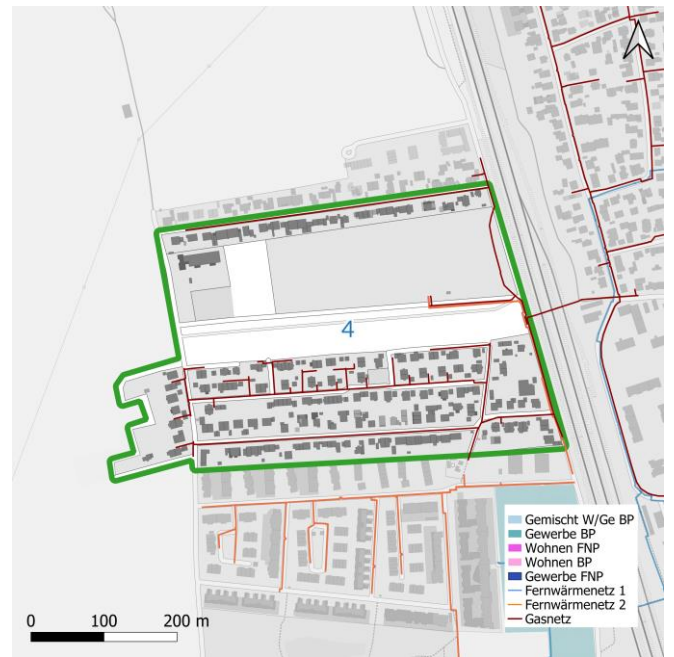 4
Gemischt W/Ge BP
Gewerbe BP
Wohnen FNP
Wohnen BP
Gewerbe FNP
Fernwärmenetz 1
Fernwärmenetz 2
Gasnetz
0 100 200 m